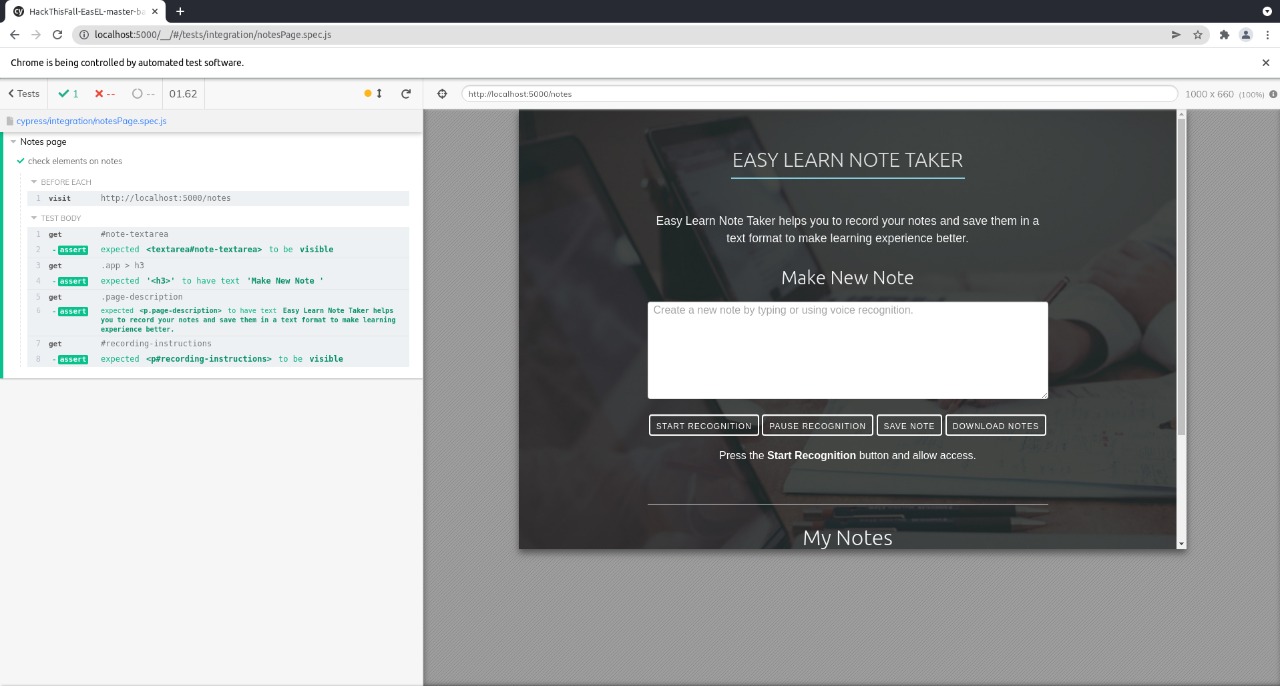 HackThisFall-EasEL-master-ba
localhost:5000/__/#/tests/integration/notesPage.spec.js
Chrome is being controlled by automated test software.
Tests 1 -- -- 01.62
http://localhost:5000/notes 1000 x 660 (100%)
cypress/integration/notesPage.spec.js
Notes page
check elements on notes
BEFORE EACH
1 visit http://localhost:5000/notes
TEST BODY
1 get #note-textarea
2 -assert expected <textarea#note-textarea> to be visible
3 get .app > h3
4 -assert expected '<h3>' to have text 'Make New Note '
5 get .page-description
6 -assert expected <p.page-description> to have text Easy Learn Note Taker helps
you to record your notes and save them in a text format to make learning
experience better.
7 get #recording-instructions
8 -assert expected <p#recording-instructions> to be visible
EASY LEARN NOTE TAKER
Easy Learn Note Taker helps you to record your notes and save them in a
text format to make learning experience better.
Make New Note
Create a new note by typing or using voice recognition.
START RECOGNITION PAUSE RECOGNITION SAVE NOTE DOWNLOAD NOTES
Press the Start Recognition button and allow access.
My Notes